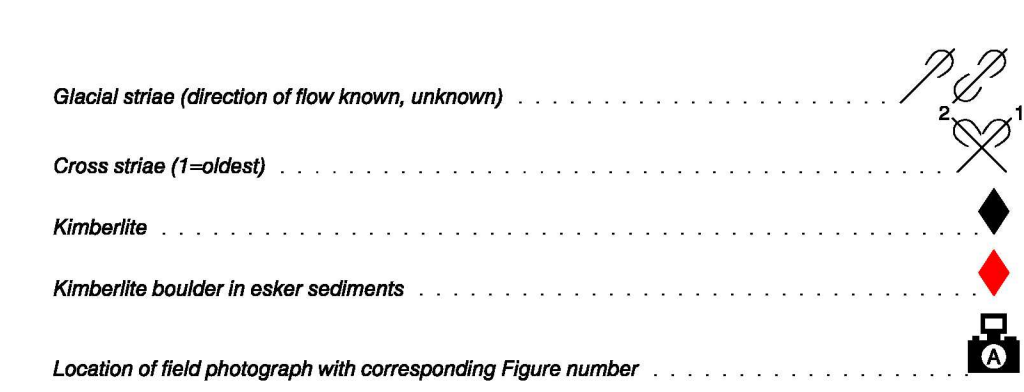 Glacial striae (direction of flow known, unknown) . . . . . . . . . . . . . . . . . . . . . .
2 1
Cross striae (1=oldest) . . . . . . . . . . . . . . . . . . . . . . . . . . . . . . . . . . . . . . .
Kimberlite . . . . . . . . . . . . . . . . . . . . . . . . . . . . . . . . . . . . . . . . . . . . . . . .
Kimberlite boulder in esker sediments . . . . . . . . . . . . . . . . . . . . . . . . . . . . . . . . .
Location of field photograph with corresponding Figure number . . . . . . . . . . . . . . . . . . . A